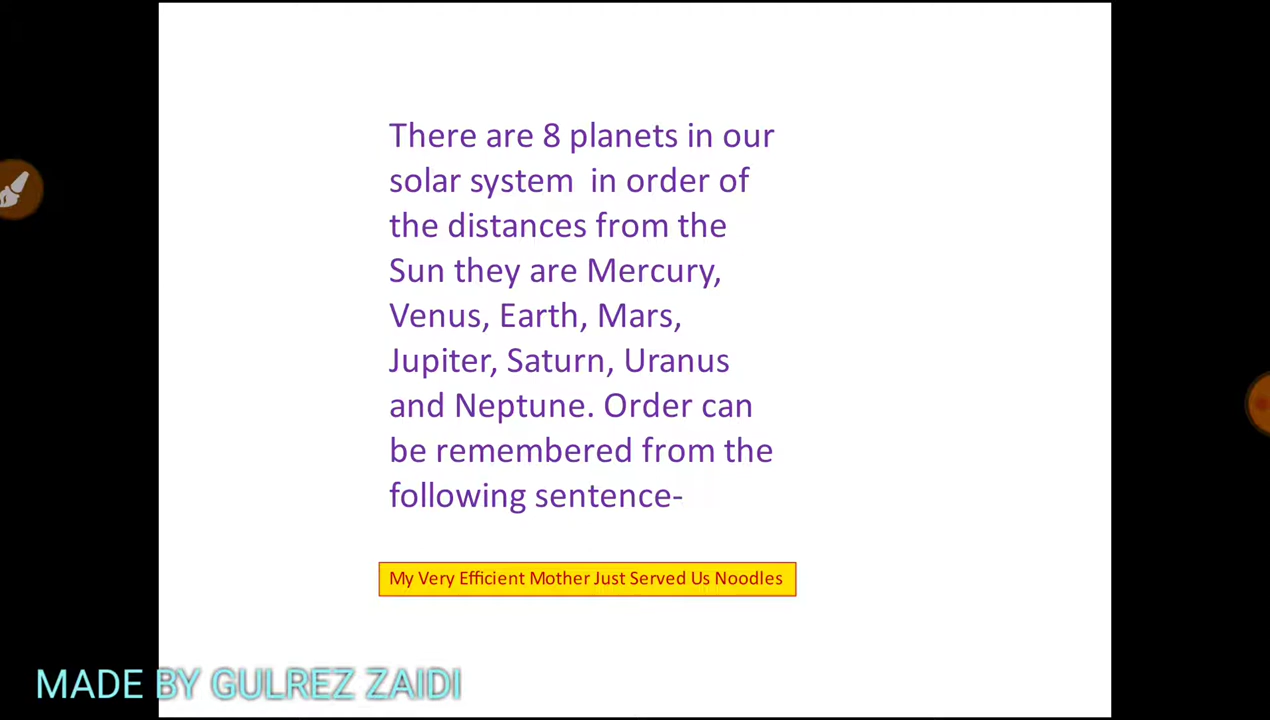 There are 8 planets in our
solar system in order of
the distances from the
Sun they are Mercury,
Venus, Earth, Mars,
Jupiter, Saturn, Uranus
and Neptune. Order can
be remembered from the
following sentence-
My Very Efficient Mother Just Served Us Noodles
MADE BY GULREZ ZAIDI